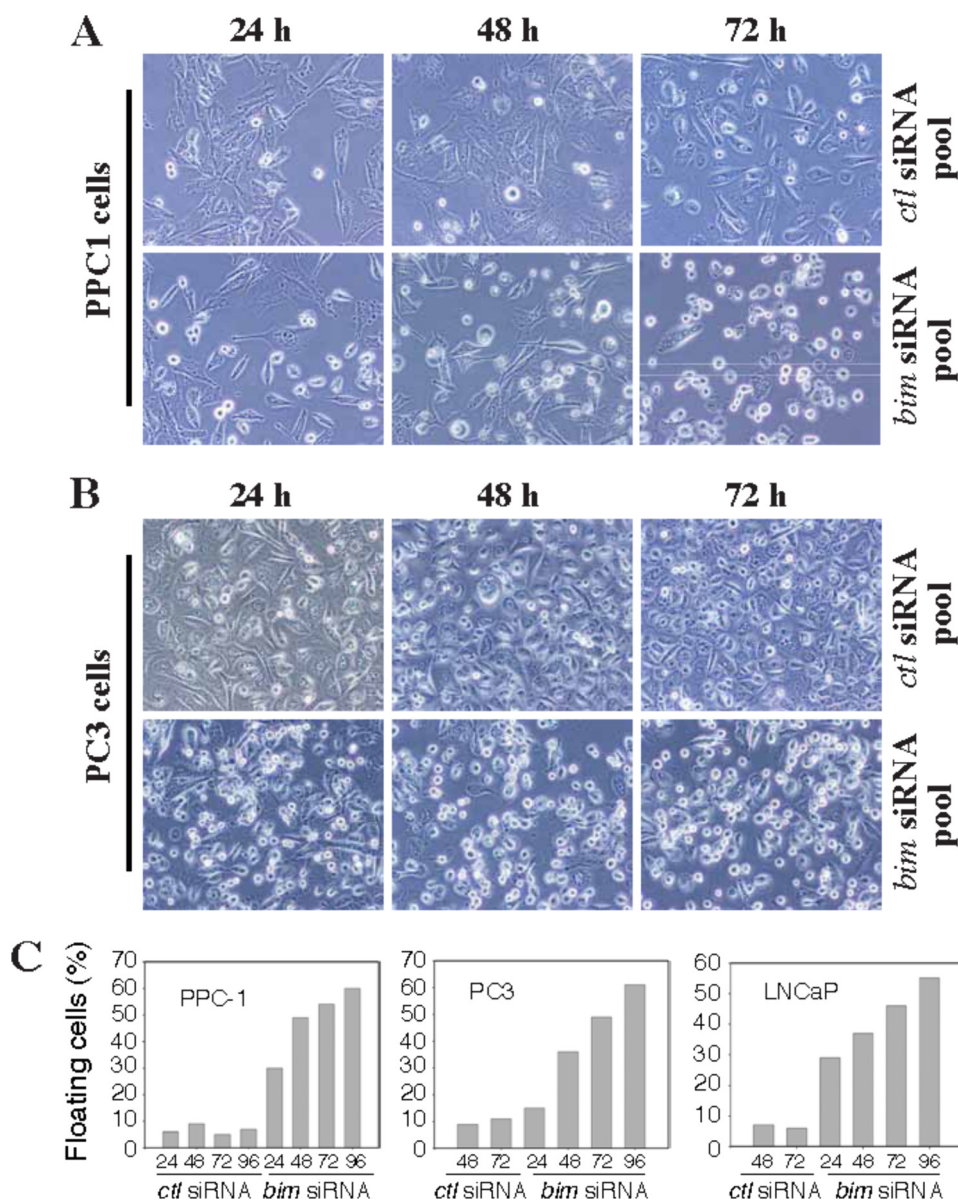 A
24 h 48 h 72 h
PPC1 cells
ctl siRNA pool
bim siRNA pool
B
24 h 48 h 72 h
PC3 cells
ctl siRNA pool
bim siRNA pool
C
Floating cells (%)
70
60
50
40
30
20
10
0
PPC-1
24 48 72 96 24 48 72 96
ctl siRNA bim siRNA
70
60
50
40
30
20
10
0
PC3
48 72 24 48 72 96
ctl siRNA bim siRNA
60
50
40
30
20
10
0
LNCaP
48 72 24 48 72 96
ctl siRNA bim siRNA